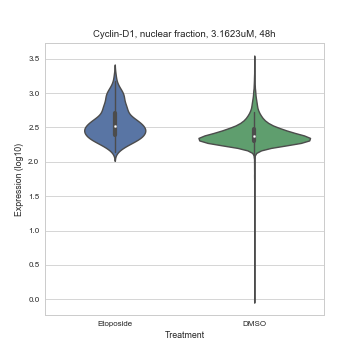 Cyclin-D1, nuclear fraction, 3.1623uM, 48h
3.5
3.0
2.5
2.0
1.5
1.0
0.5
0.0
Expression (log10)
Etoposide
DMSO
Treatment